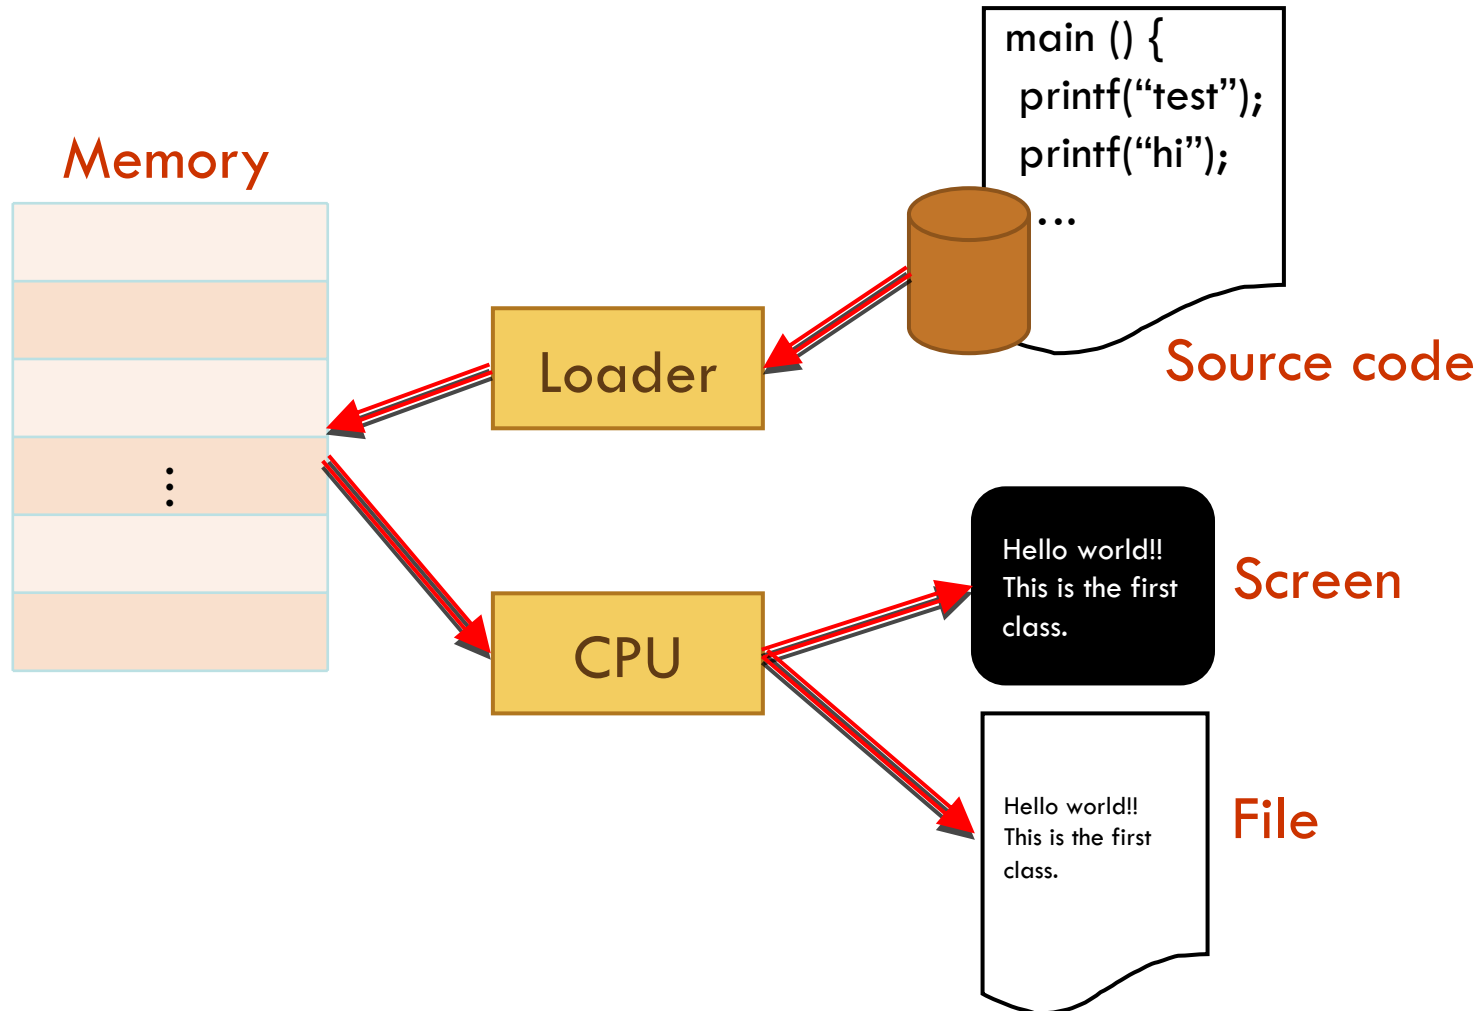 main () {
printf(“test”);
printf(“hi”);
...
Source code
Memory
⋮
Loader
CPU
Hello world!!
This is the first
class.
Screen
Hello world!!
This is the first
class.
File